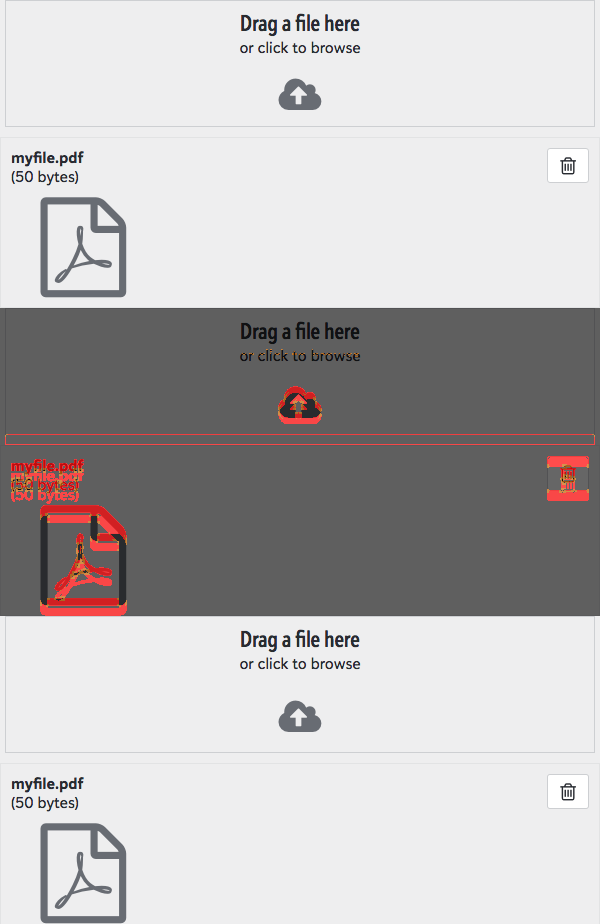 Drag a file here
or click to browse
myfile.pdf
(50 bytes)
Drag a file here
or click to browse
myfile.pdf
(50 bytes)
Drag a file here
or click to browse
myfile.pdf
(50 bytes)